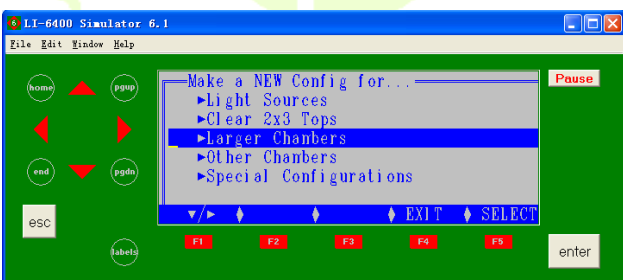 6 LI-6400 Simulator 6.1
File Edit Window Help
home pgup
Make a NEW Config for...
Pause
►Light Sources
►Clear 2x3 Tops
►Larger Chanbers
►Other Chanbers
►Special Configurations
end pgdn
▼/► EXIT SELECT
esc
F1 F2 F3 F4 F5
labels
enter